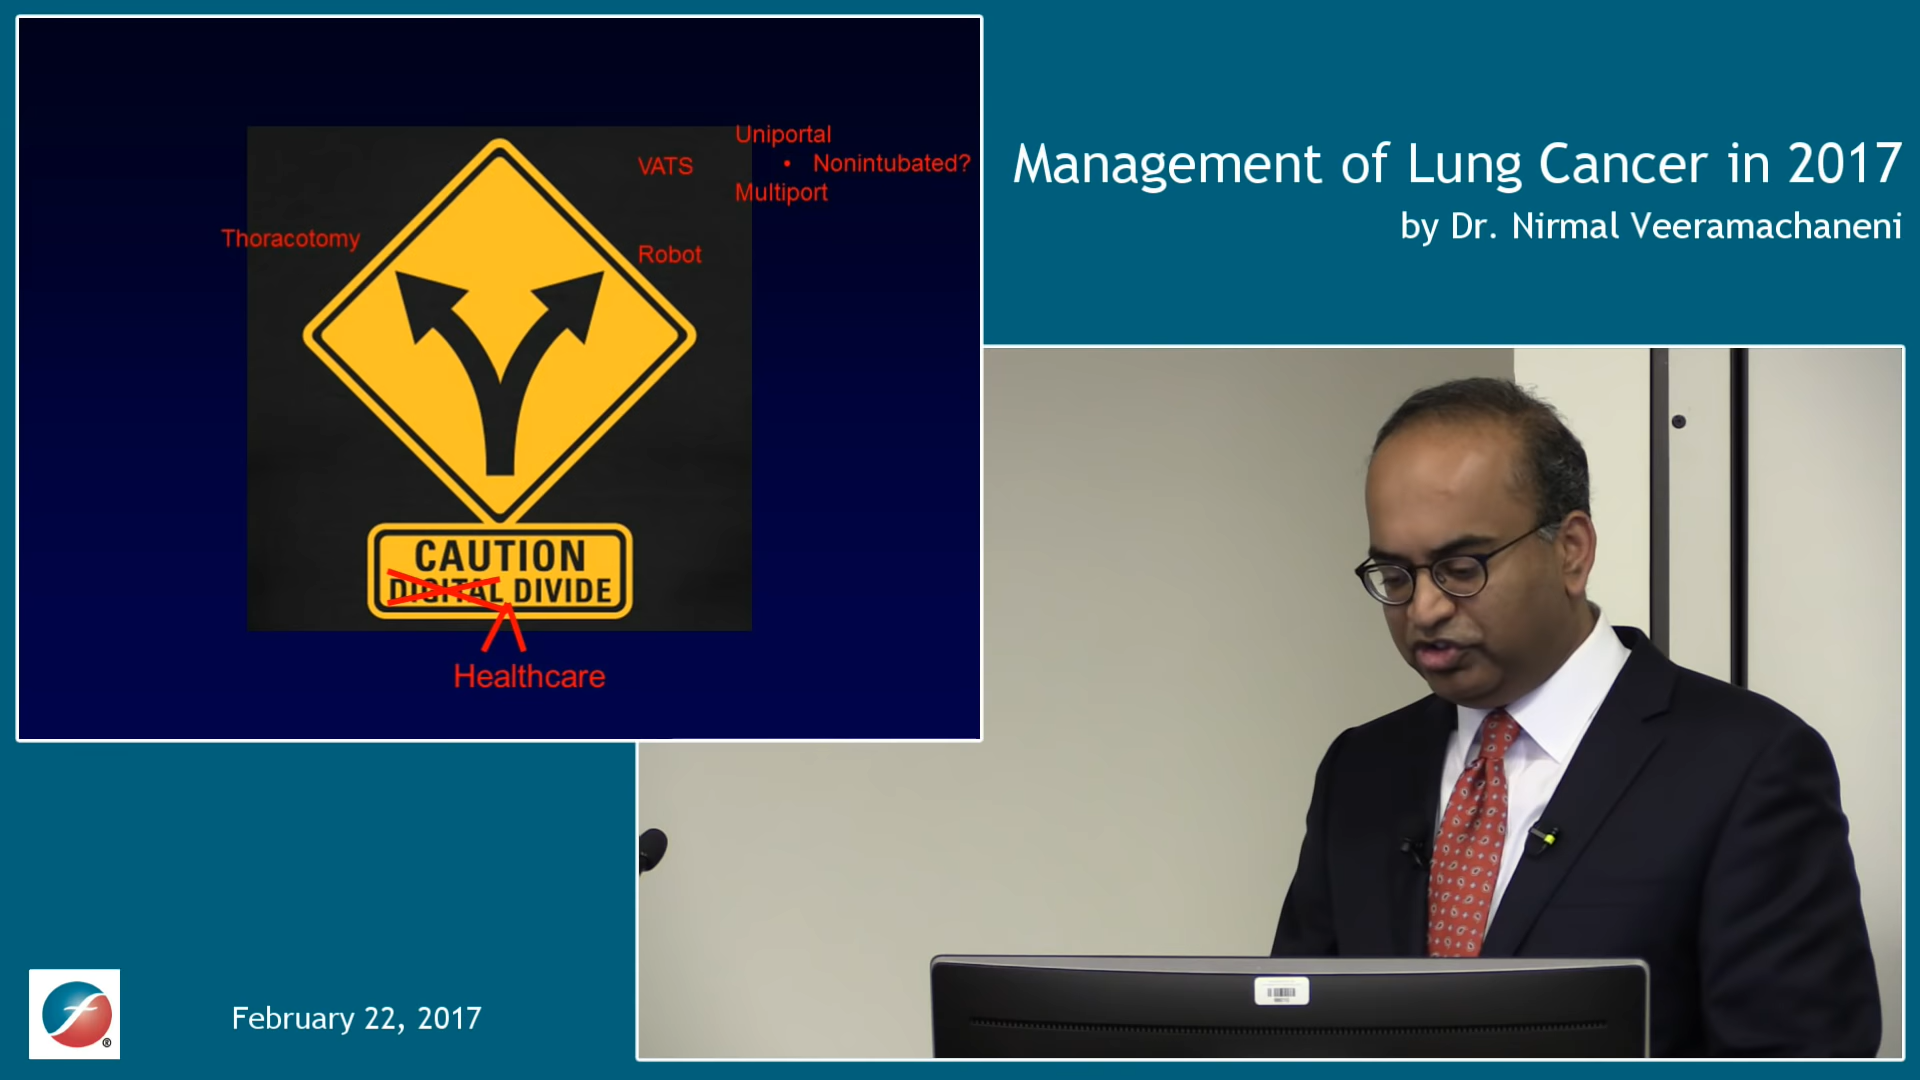 Uniportal
• Nonintubated?
VATS
Multiport
Thoracotomy
Robot
CAUTION
DIGITAL DIVIDE
Healthcare
Management of Lung Cancer in 2017
by Dr. Nirmal Veeramachaneni
February 22, 2017
f
®